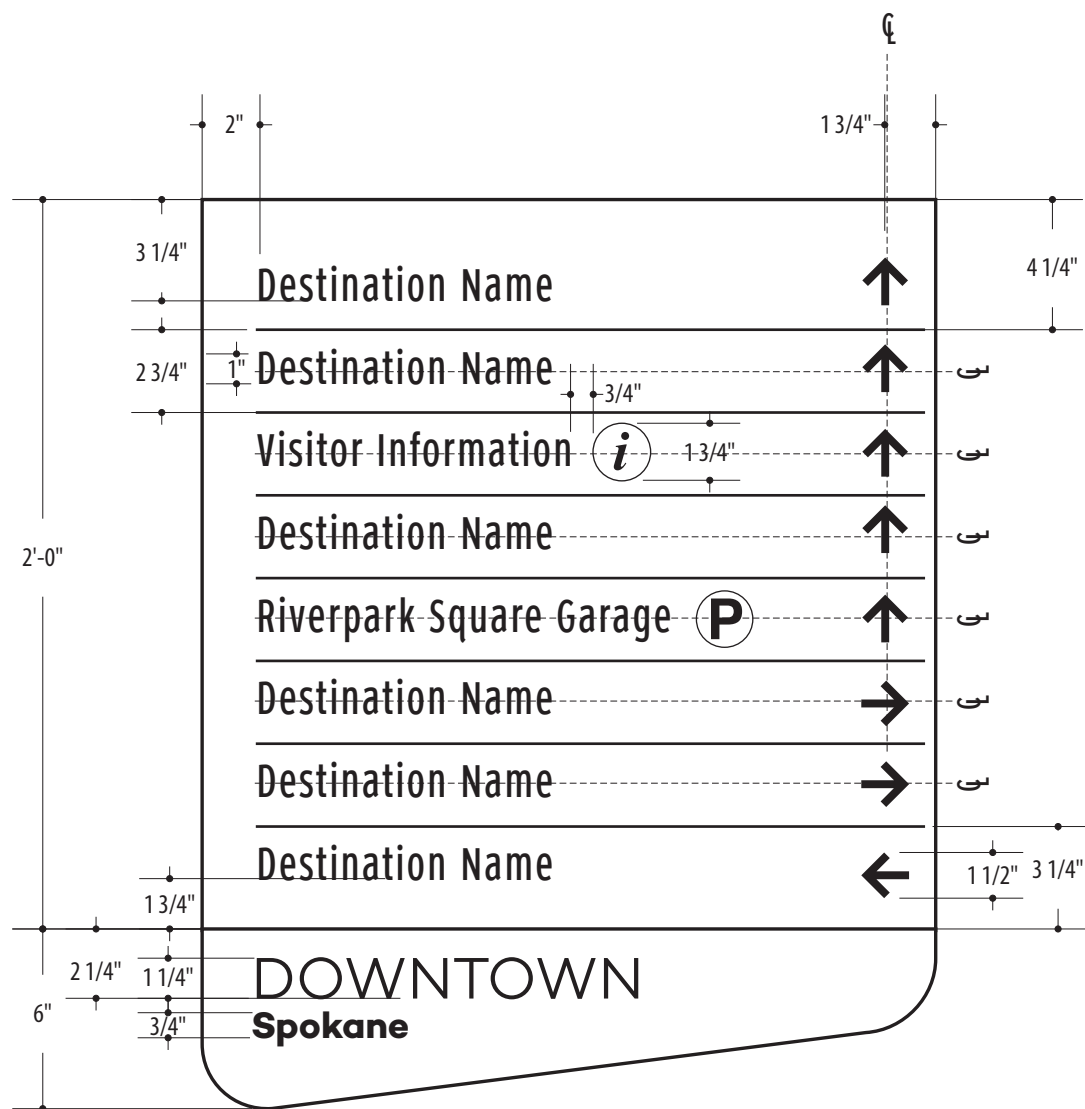 ℄
2" 1 3/4"
3 1/4" 4 1/4"
Destination Name
2 3/4" 1" Destination Name ℄
3/4"
Visitor Information i 1 3/4" ℄
Destination Name ℄
2'-0"
Riverpark Square Garage P ℄
Destination Name ℄
Destination Name ℄
Destination Name 1 1/2" 3 1/4"
1 3/4"
2 1/4" 1 1/4" DOWNTOWN
6" 3/4" Spokane